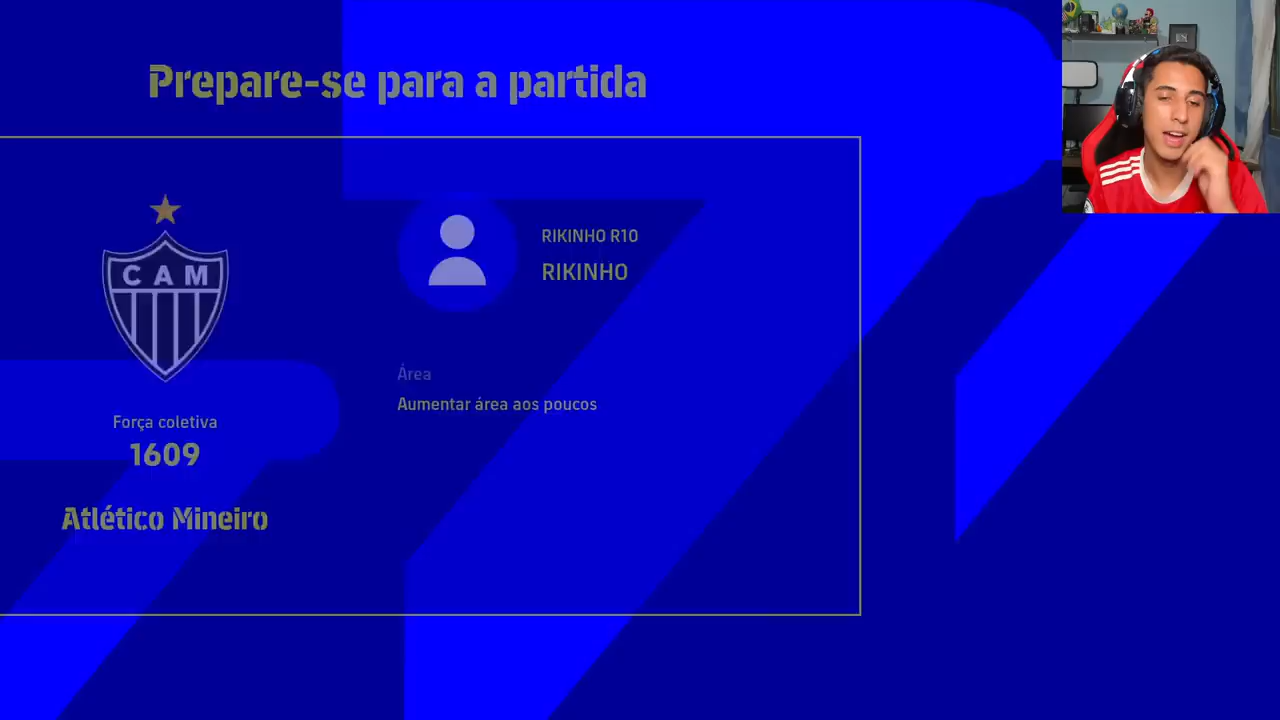 Prepare-se para a partida
CAM
RIKINHO R10
RIKINHO
Área
Aumentar área aos poucos
Força coletiva
1609
Atlético Mineiro